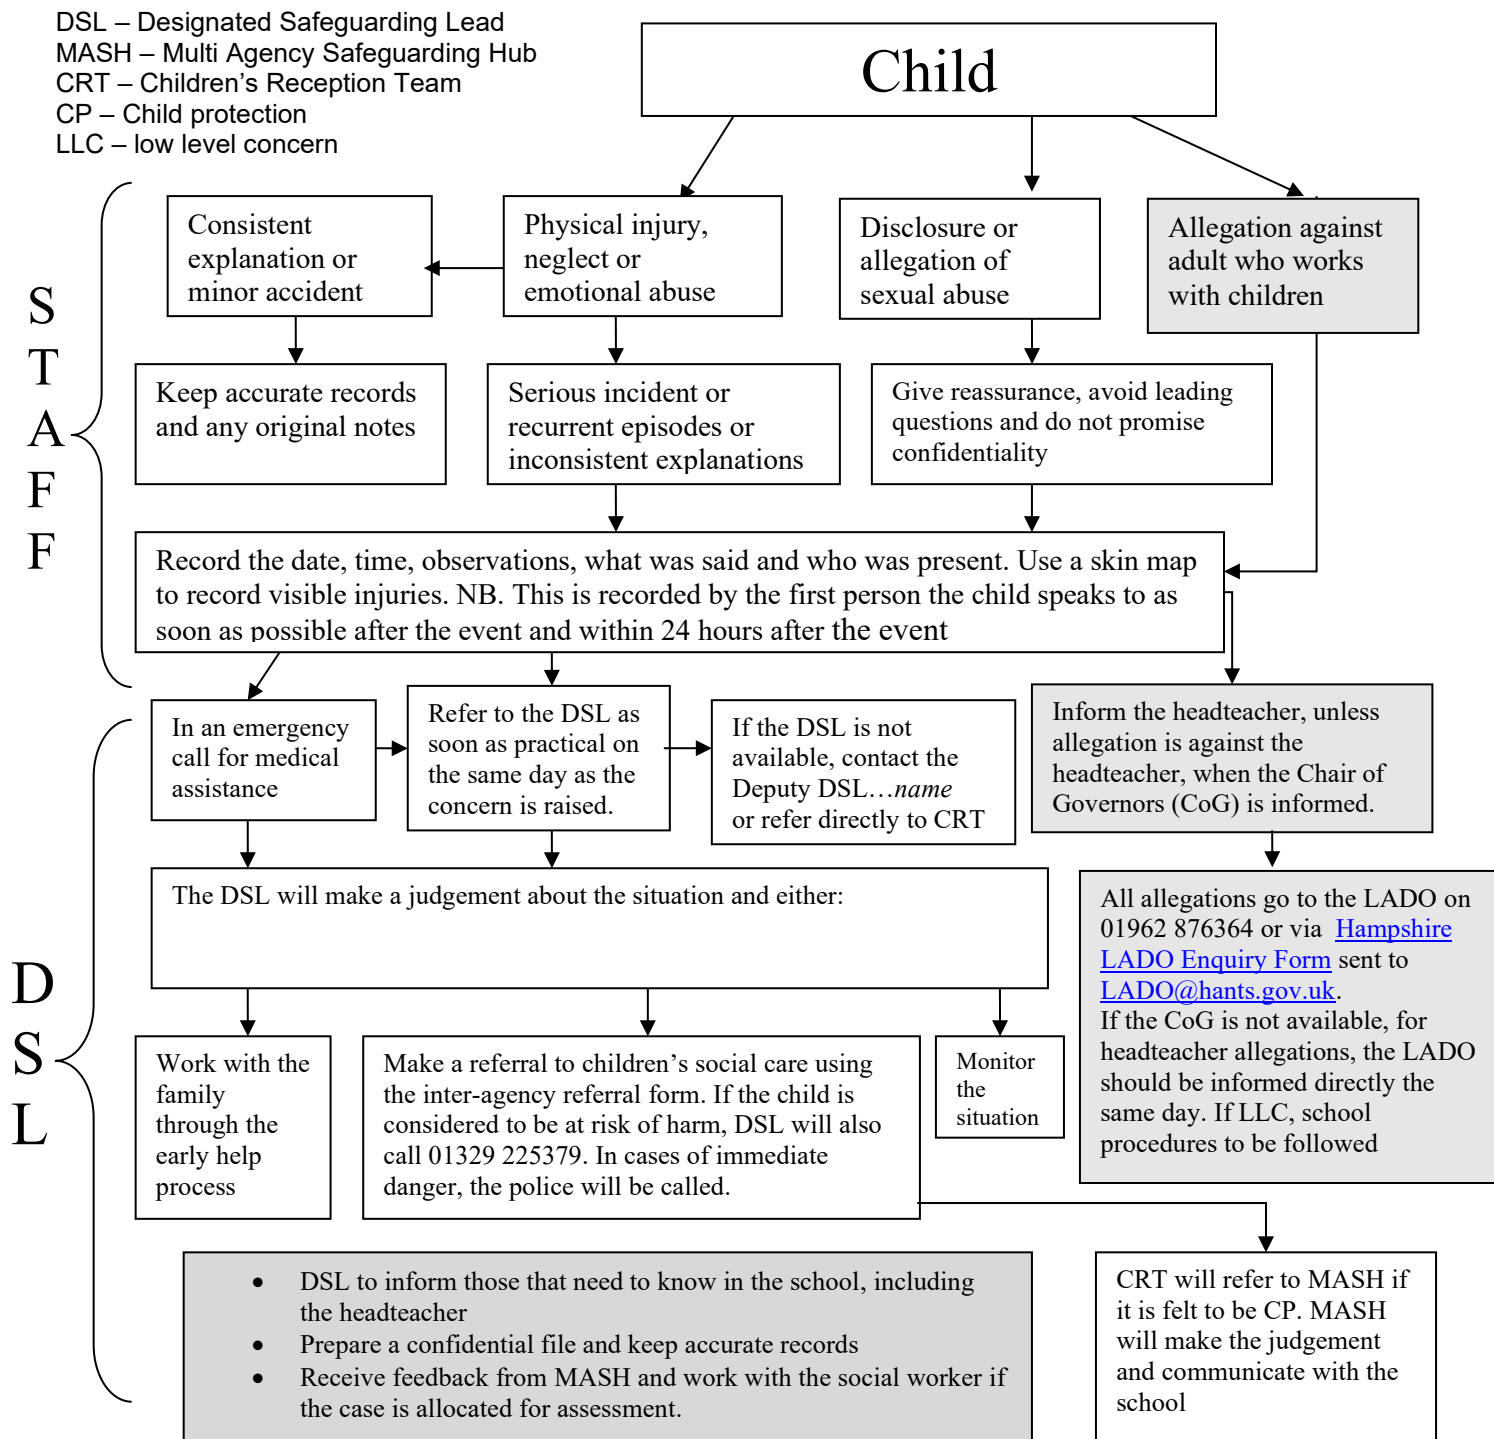 DSL – Designated Safeguarding Lead
MASH – Multi Agency Safeguarding Hub
CRT – Children’s Reception Team
CP – Child protection
LLC – low level concern
Child
S
T
A
F
F
Consistent
explanation or
minor accident
Physical injury,
neglect or
emotional abuse
Disclosure or
allegation of
sexual abuse
Allegation against
adult who works
with children
Keep accurate records
and any original notes
Serious incident or
recurrent episodes or
inconsistent explanations
Give reassurance, avoid leading
questions and do not promise
confidentiality
Record the date, time, observations, what was said and who was present. Use a skin map
to record visible injuries. NB. This is recorded by the first person the child speaks to as
soon as possible after the event and within 24 hours after the event
D
S
L
In an emergency
call for medical
assistance
Refer to the DSL as
soon as practical on
the same day as the
concern is raised.
If the DSL is not
available, contact the
Deputy DSL…name
or refer directly to CRT
Inform the headteacher, unless
allegation is against the
headteacher, when the Chair of
Governors (CoG) is informed.
The DSL will make a judgement about the situation and either:
All allegations go to the LADO on
01962 876364 or via Hampshire
LADO Enquiry Form sent to
LADO@hants.gov.uk.
If the CoG is not available, for
headteacher allegations, the LADO
should be informed directly the
same day. If LLC, school
procedures to be followed
Work with the
family
through the
early help
process
Make a referral to children’s social care using
the inter-agency referral form. If the child is
considered to be at risk of harm, DSL will also
call 01329 225379. In cases of immediate
danger, the police will be called.
Monitor
the
situation
• DSL to inform those that need to know in the school, including
the headteacher
• Prepare a confidential file and keep accurate records
• Receive feedback from MASH and work with the social worker if
the case is allocated for assessment.
CRT will refer to MASH if
it is felt to be CP. MASH
will make the judgement
and communicate with the
school